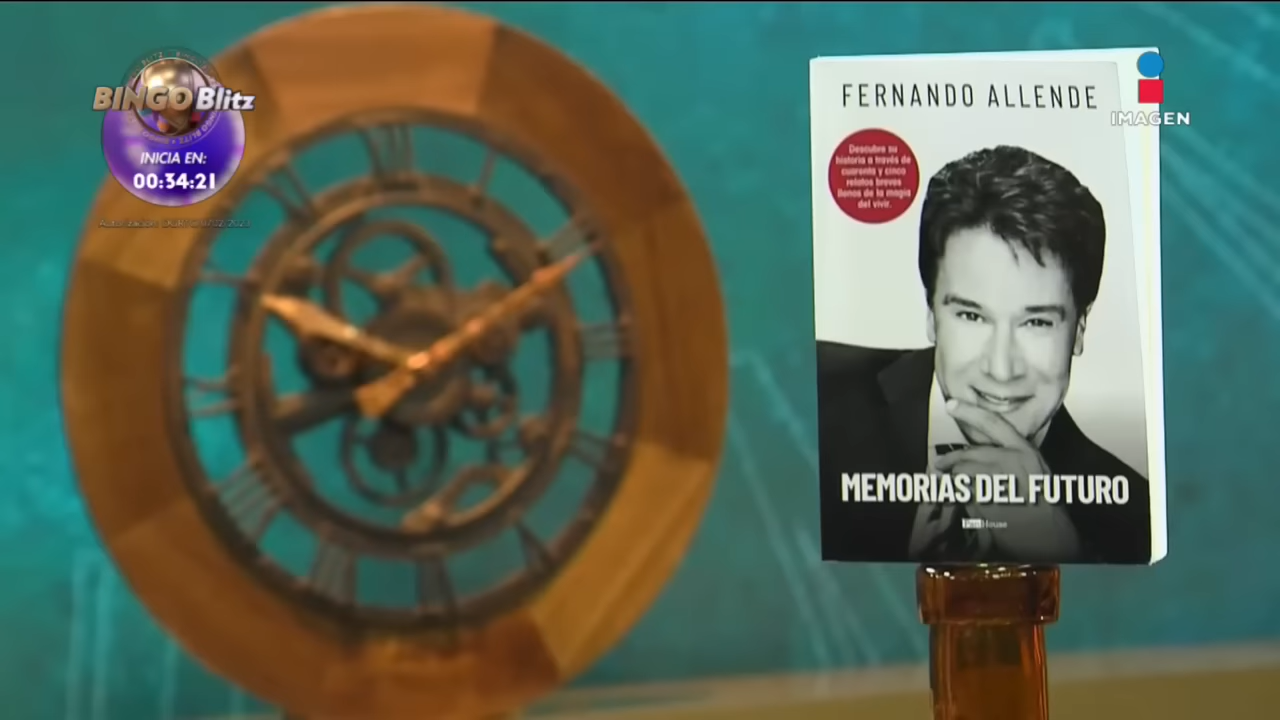 BINGO Blitz
INICIA EN:
00:34:21
FERNANDO ALLENDE
IMAGEN
Descubre su
historia a través de
cuarenta y cinco
relatos breves
llenos de la magia
del vivir.
MEMORIAS DEL FUTURO
PanHouse